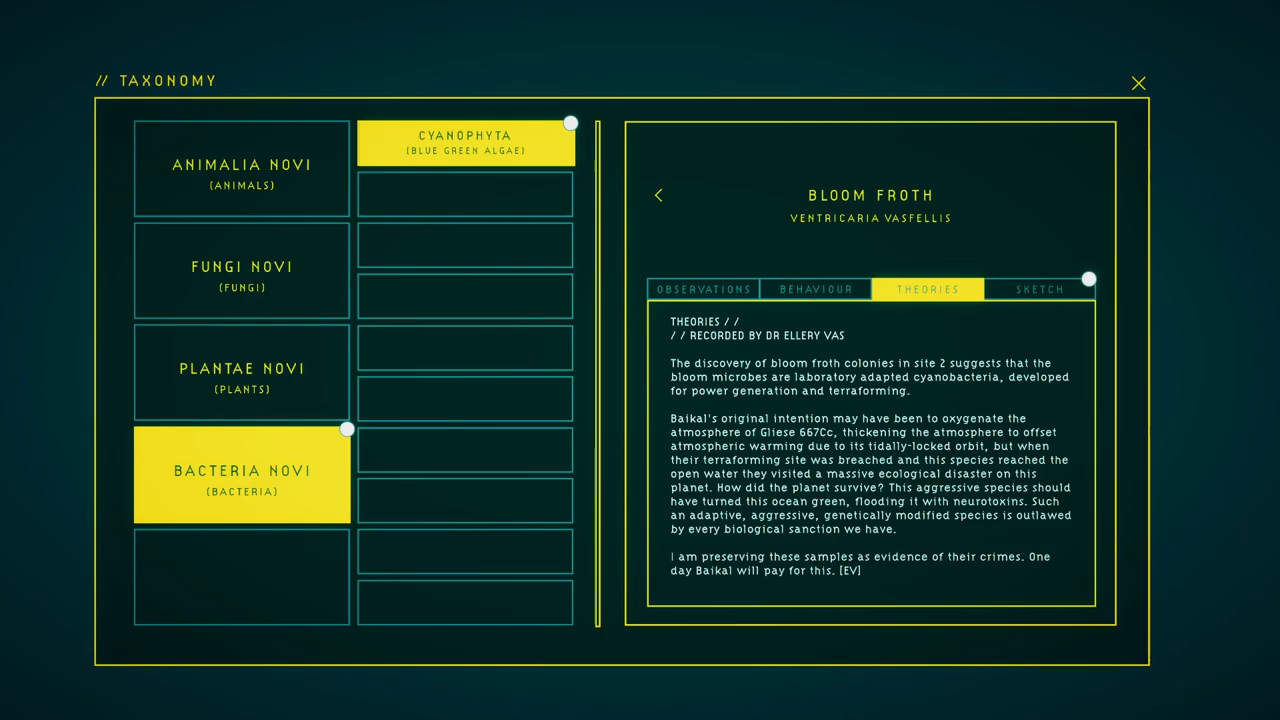 // TAXONOMY
ANIMALIA NOVI
(ANIMALS)
FUNGI NOVI
(FUNGI)
PLANTAE NOVI
(PLANTS)
BACTERIA NOVI
(BACTERIA)
CYANOPHYTA
(BLUE GREEN ALGAE)
BLOOM FROTH
VENTRICARIA VASFELLIS
OBSERVATIONS
BEHAVIOUR
THEORIES
SKETCH
THEORIES / /
/ / RECORDED BY DR ELLERY VAS
The discovery of bloom froth colonies in site 2 suggests that the
bloom microbes are laboratory adapted cyanobacteria, developed
for power generation and terraforming.
Baikal's original intention may have been to oxygenate the
atmosphere of Gliese 667Cc, thickening the atmosphere to offset
atmospheric warming due to its tidally-locked orbit, but when
their terraforming site was breached and this species reached the
open water they visited a massive ecological disaster on this
planet. How did the planet survive? This aggressive species should
have turned this ocean green, flooding it with neurotoxins. Such
an adaptive, aggressive, genetically modified species is outlawed
by every biological sanction we have.
I am preserving these samples as evidence of their crimes. One
day Baikal will pay for this. [EV]